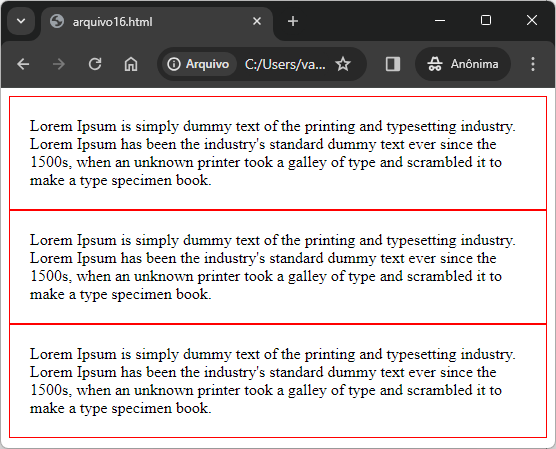 arquivo16.html
Arquivo
C:/Users/va...
Anônima
Lorem Ipsum is simply dummy text of the printing and typesetting industry.
Lorem Ipsum has been the industry's standard dummy text ever since the
1500s, when an unknown printer took a galley of type and scrambled it to
make a type specimen book.
Lorem Ipsum is simply dummy text of the printing and typesetting industry.
Lorem Ipsum has been the industry's standard dummy text ever since the
1500s, when an unknown printer took a galley of type and scrambled it to
make a type specimen book.
Lorem Ipsum is simply dummy text of the printing and typesetting industry.
Lorem Ipsum has been the industry's standard dummy text ever since the
1500s, when an unknown printer took a galley of type and scrambled it to
make a type specimen book.